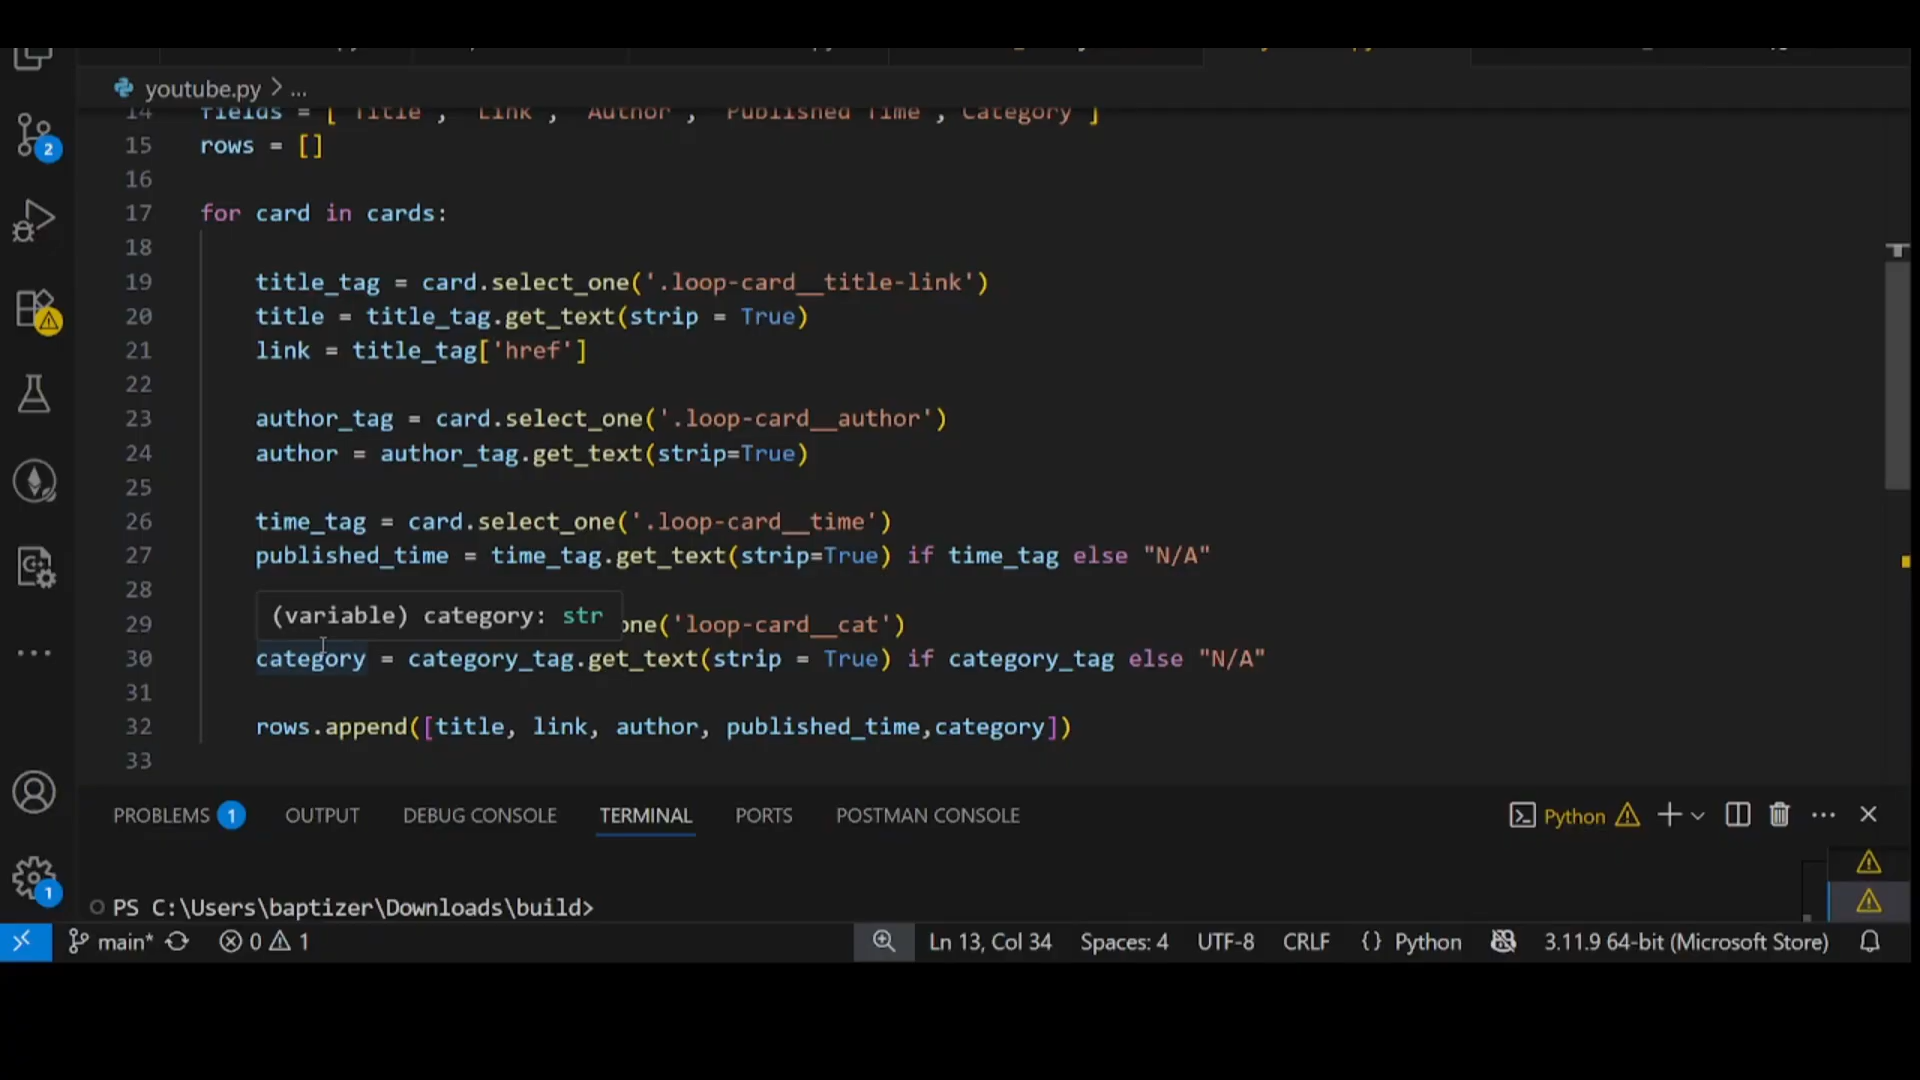 youtube.py > ...
14 fields = [ Title , Link , Author , Published Time , Category ]
15 rows = []
16
17 for card in cards:
18
19 title_tag = card.select_one('.loop-card__title-link')
20 title = title_tag.get_text(strip = True)
21 link = title_tag['href']
22
23 author_tag = card.select_one('.loop-card__author')
24 author = author_tag.get_text(strip=True)
25
26 time_tag = card.select_one('.loop-card__time')
27 published_time = time_tag.get_text(strip=True) if time_tag else "N/A"
28
(variable) category: str
29 one('loop-card__cat')
30 category = category_tag.get_text(strip = True) if category_tag else "N/A"
31
32 rows.append([title, link, author, published_time,category])
33
PROBLEMS 1 OUTPUT DEBUG CONSOLE TERMINAL PORTS POSTMAN CONSOLE Python
PS C:\Users\baptizer\Downloads\build>
main* 0 1 Ln 13, Col 34 Spaces: 4 UTF-8 CRLF {} Python 3.11.9 64-bit (Microsoft Store)
2
1